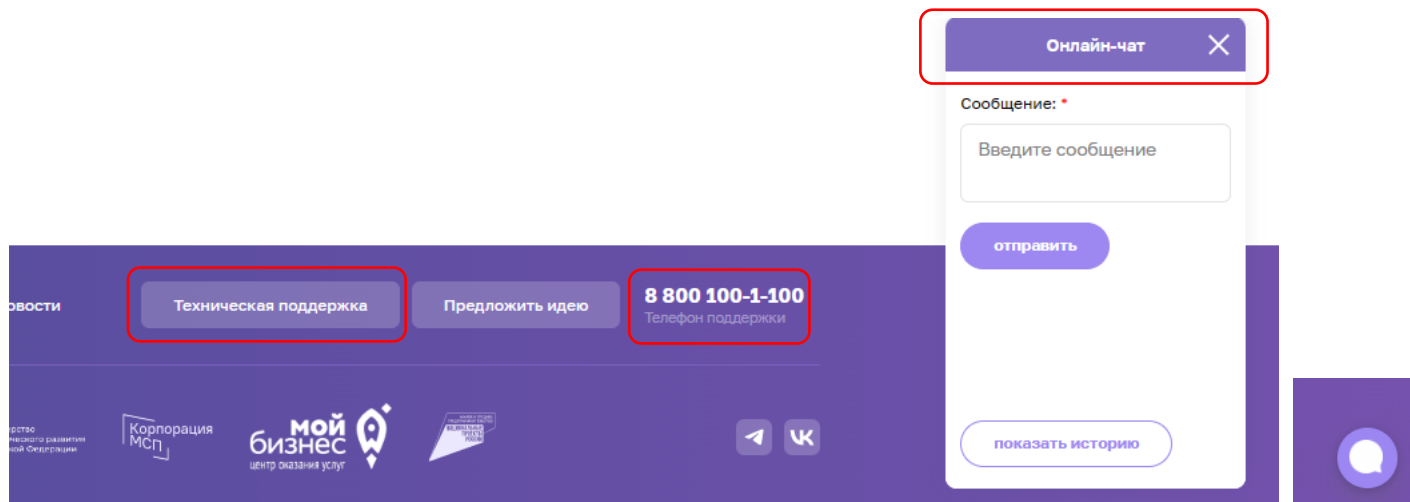 Онлайн-чат
Сообщение: *
Введите сообщение
отправить
показать историю
Техническая поддержка
Предложить идею
8 800 100-1-100
Телефон поддержки
Корпорация
МСП
мой
бизнес
центр оказания услуг